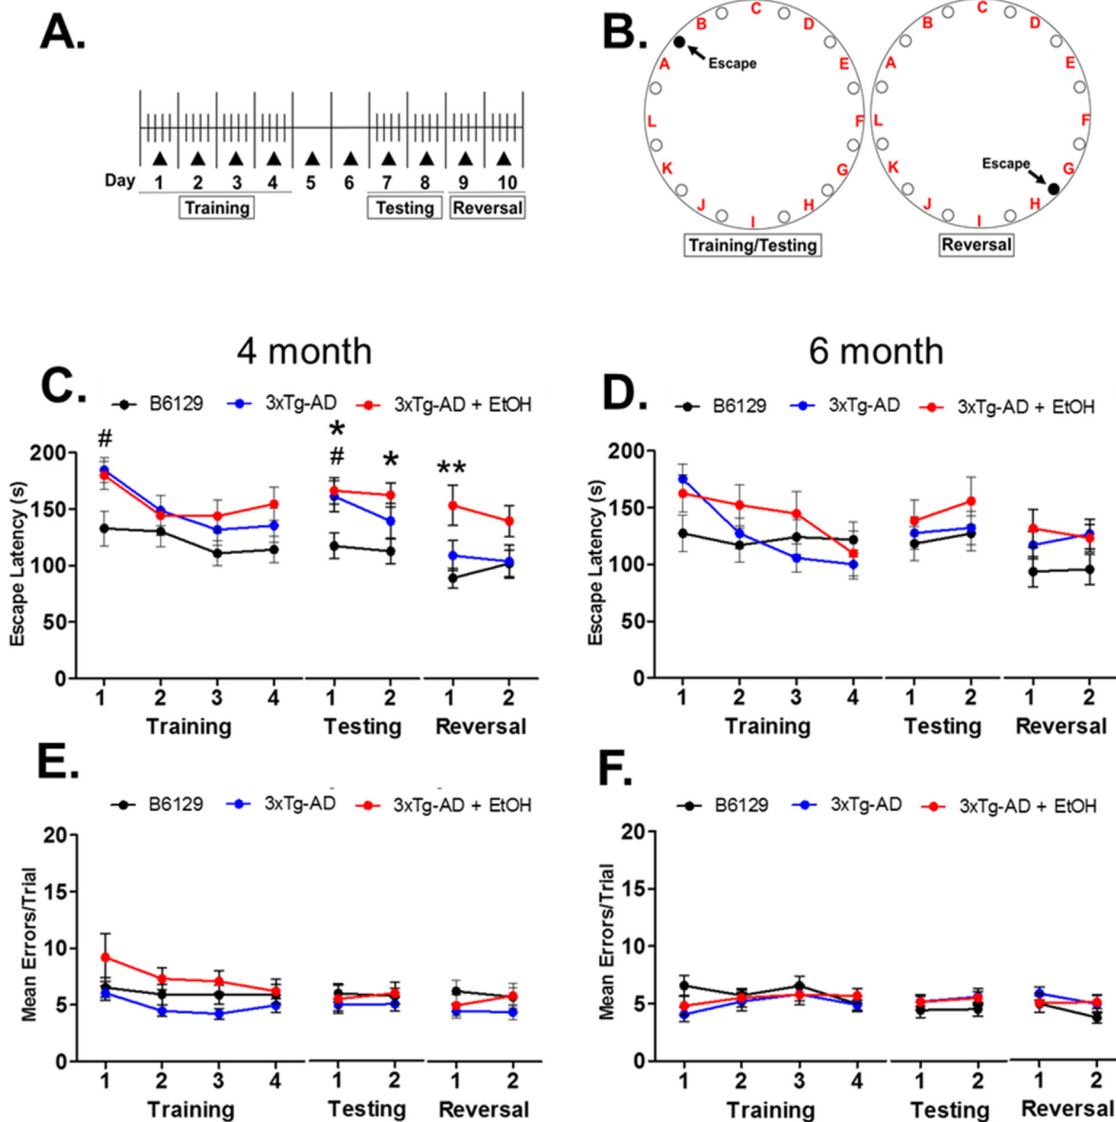 A.
Day 1 2 3 4 5 6 7 8 9 10
Training Testing Reversal
B.
A B C D E F G H I J K L
Escape
Training/Testing
A B C D E F G H I J K L
Escape
Reversal
4 month
C.
B6129 3xTg-AD 3xTg-AD + EtOH
Escape Latency (s)
200
150
100
50
0
# * # * **
1 2 3 4 1 2 1 2
Training Testing Reversal
6 month
D.
B6129 3xTg-AD 3xTg-AD + EtOH
Escape Latency (s)
200
150
100
50
0
1 2 3 4 1 2 1 2
Training Testing Reversal
E.
B6129 3xTg-AD 3xTg-AD + EtOH
Mean Errors/Trial
20
15
10
5
0
1 2 3 4 1 2 1 2
Training Testing Reversal
F.
B6129 3xTg-AD 3xTg-AD + EtOH
Mean Errors/Trial
20
15
10
5
0
1 2 3 4 1 2 1 2
Training Testing Reversal